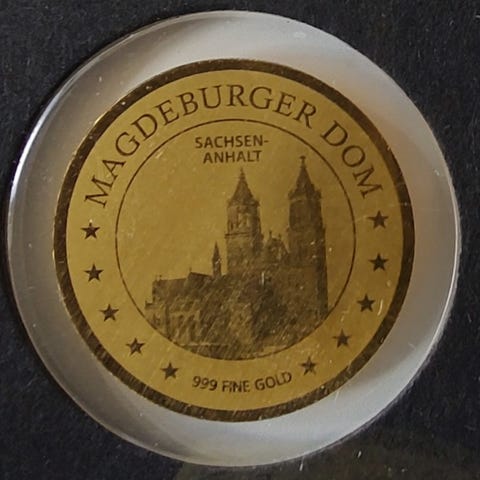 MAGDEBURGER DOM
SACHSEN-
ANHALT
999 FINE GOLD